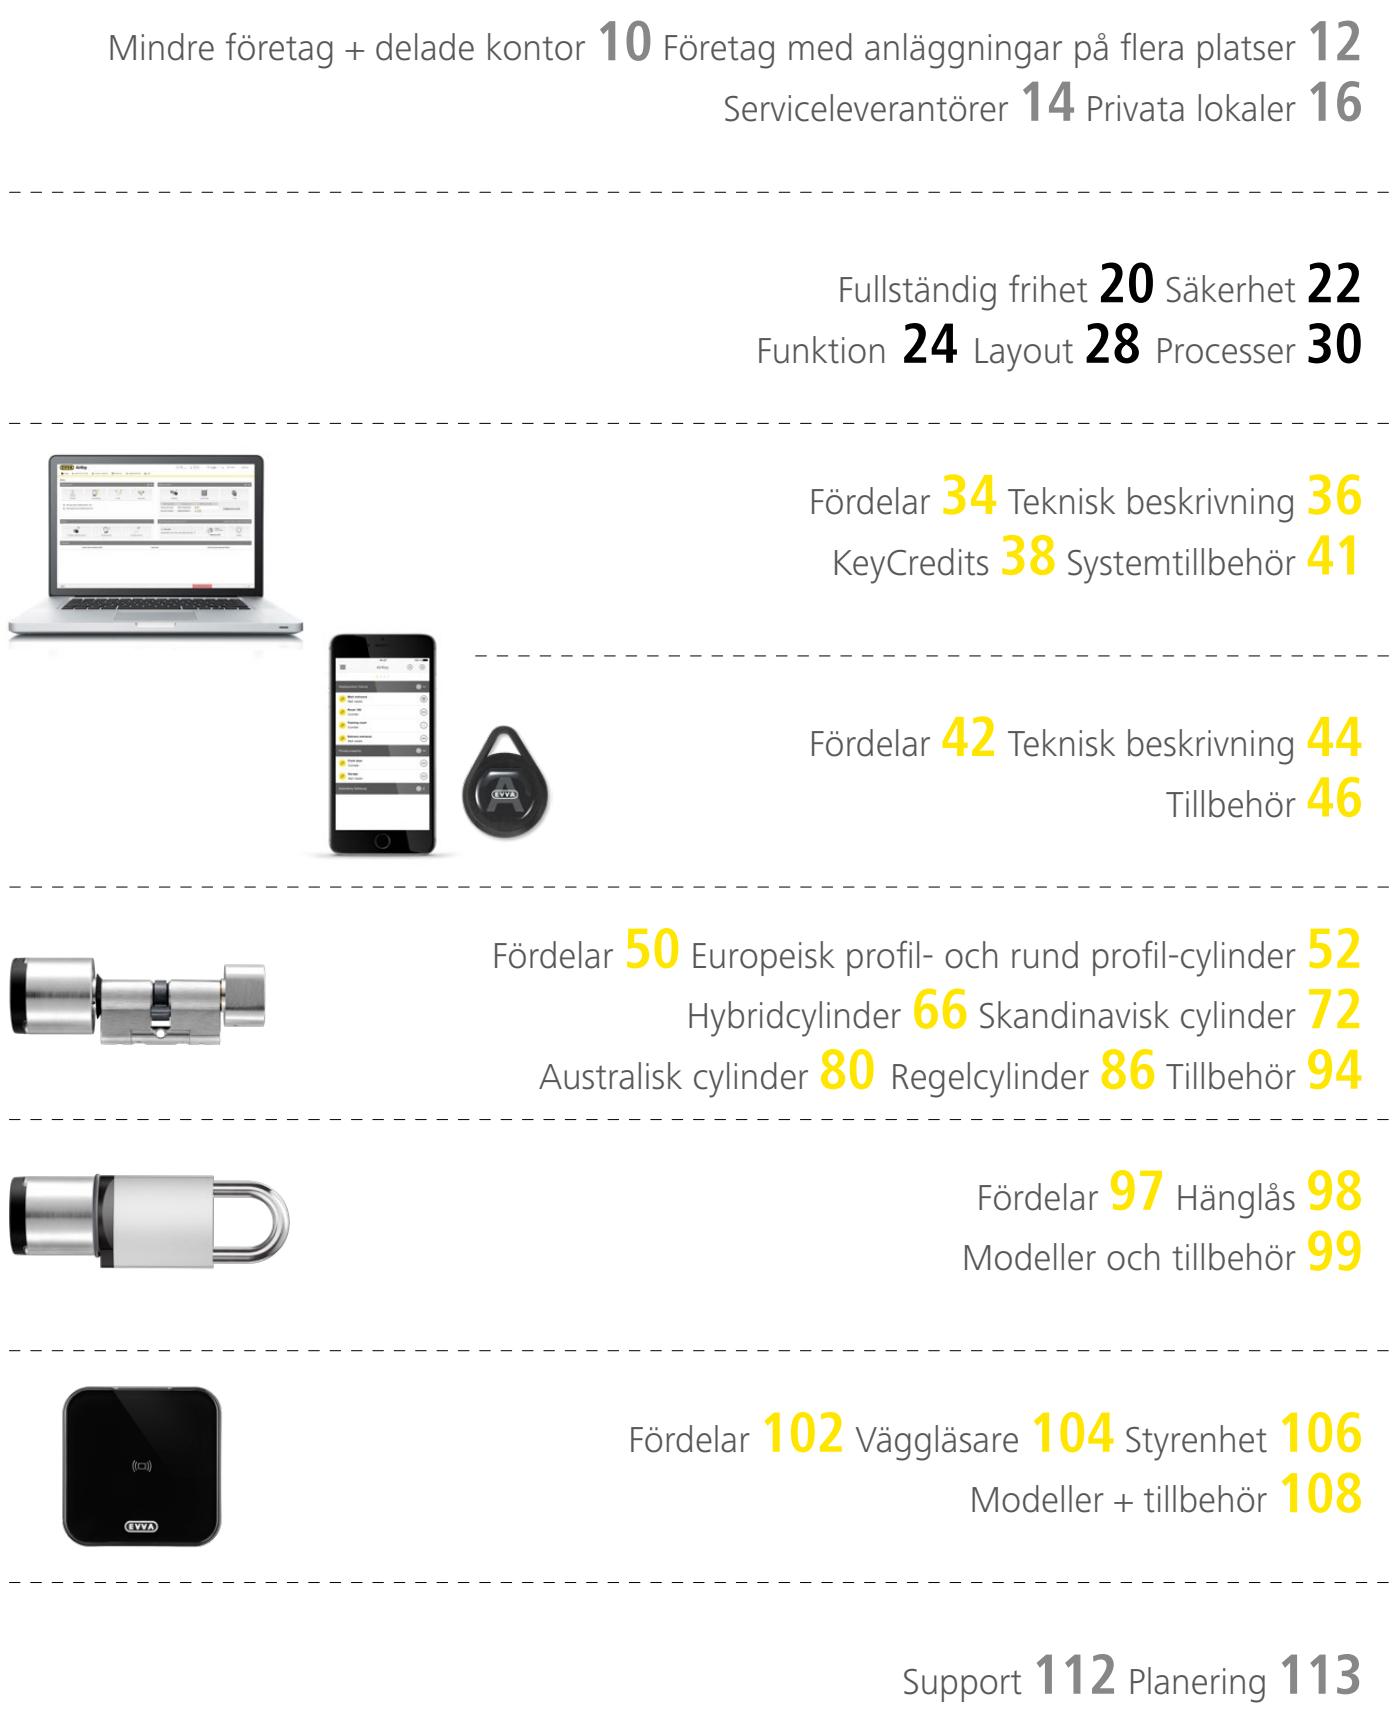 Mindre företag + delade kontor 10 Företag med anläggningar på flera platser 12
Serviceleverantörer 14 Privata lokaler 16
Fullständig frihet 20 Säkerhet 22
Funktion 24 Layout 28 Processer 30
Fördelar 34 Teknisk beskrivning 36
KeyCredits 38 Systemtillbehör 41
Fördelar 42 Teknisk beskrivning 44
Tillbehör 46
EVVA
Fördelar 50 Europeisk profil- och rund profil-cylinder 52
Hybridcylinder 66 Skandinavisk cylinder 72
Australisk cylinder 80 Regelcylinder 86 Tillbehör 94
Fördelar 97 Hänglås 98
Modeller och tillbehör 99
Fördelar 102 Väggläsare 104 Styrenhet 106
Modeller + tillbehör 108
EVVA
Support 112 Planering 113